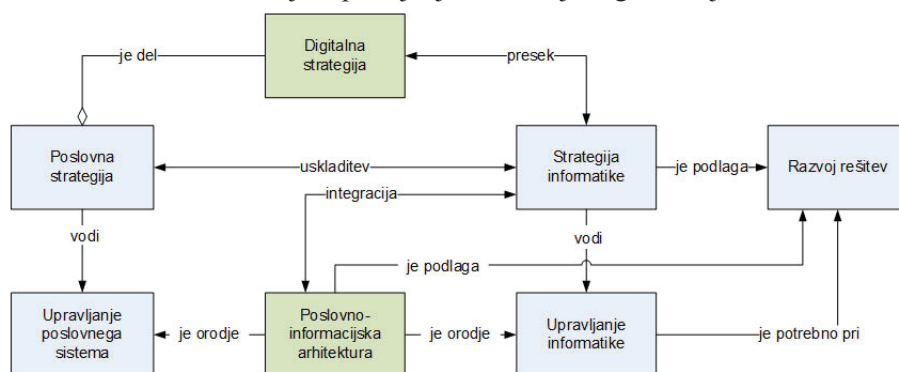 Digitalna
strategija
je del
presek
Poslovna
strategija
uskladitev
Strategija
informatike
je podlaga
Razvoj rešitev
integracija
vodi
vodi
je podlaga
Upravljanje
poslovnega
sistema
je orodje
Poslovno-
informacijska
arhitektura
je orodje
Upravljanje
informatike
je potrebno pri